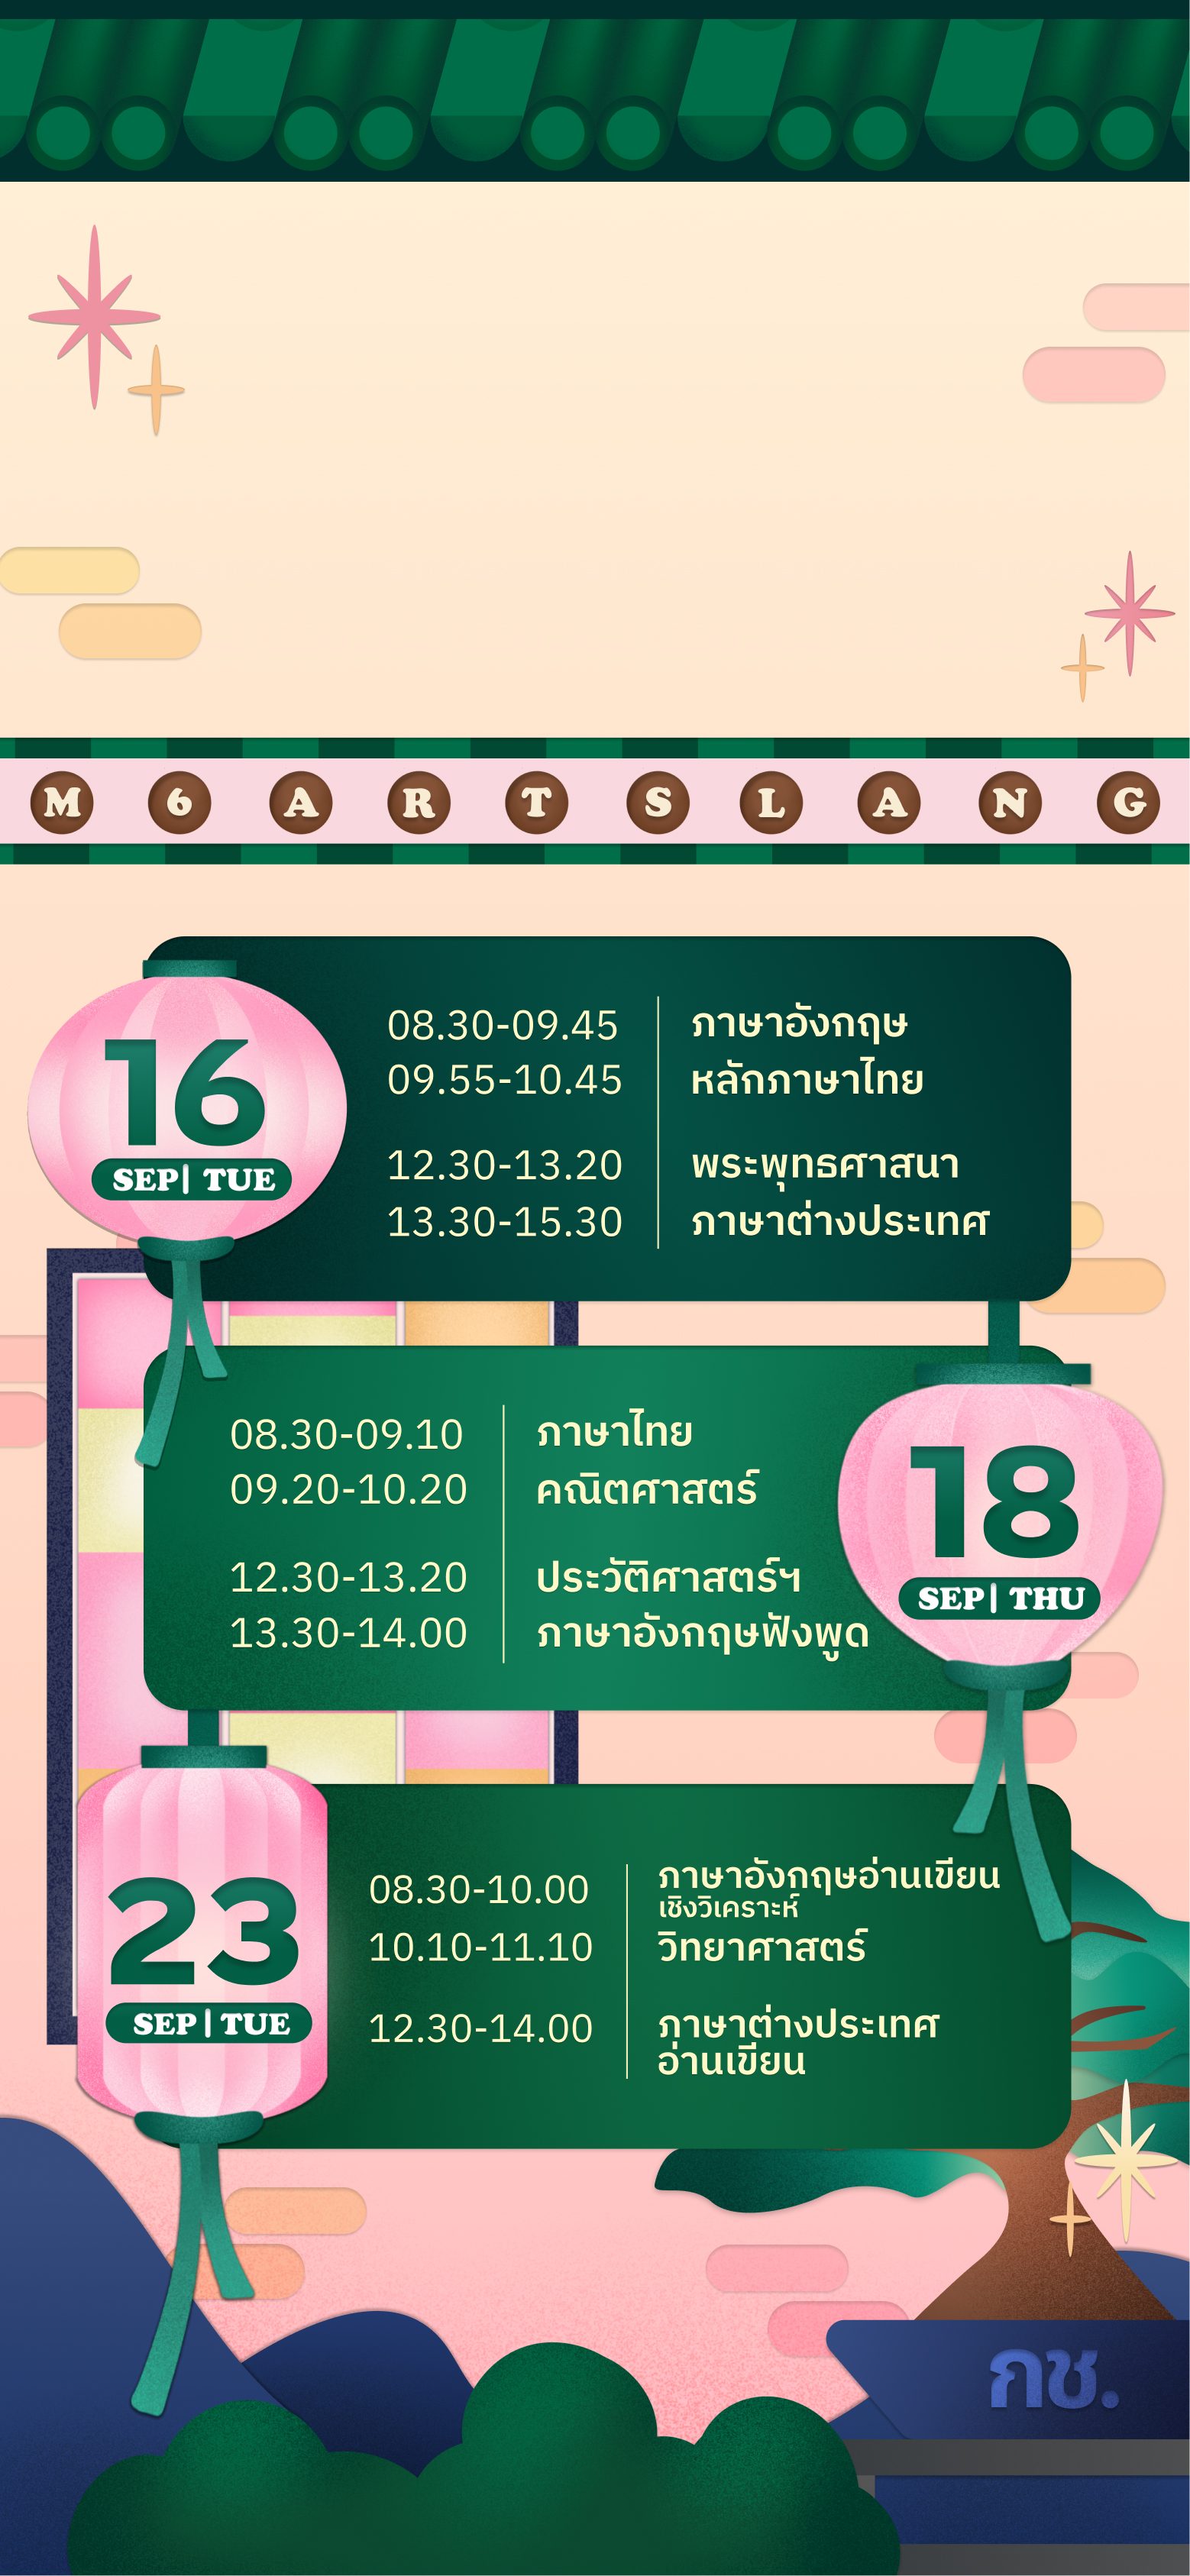 M 6 A R T S L A N G
16
SEP| TUE
08.30-09.45 ภาษาอังกฤษ
09.55-10.45 หลักภาษาไทย
12.30-13.20 พระพุทธศาสนา
13.30-15.30 ภาษาต่างประเทศ
08.30-09.10 ภาษาไทย
09.20-10.20 คณิตศาสตร์
12.30-13.20 ประวัติศาสตร์ฯ
13.30-14.00 ภาษาอังกฤษฟังพูด
18
SEP| THU
23
SEP|TUE
08.30-10.00 ภาษาอังกฤษอ่านเขียน
เชิงวิเคราะห์
10.10-11.10 วิทยาศาสตร์
12.30-14.00 ภาษาต่างประเทศ
อ่านเขียน
กช.